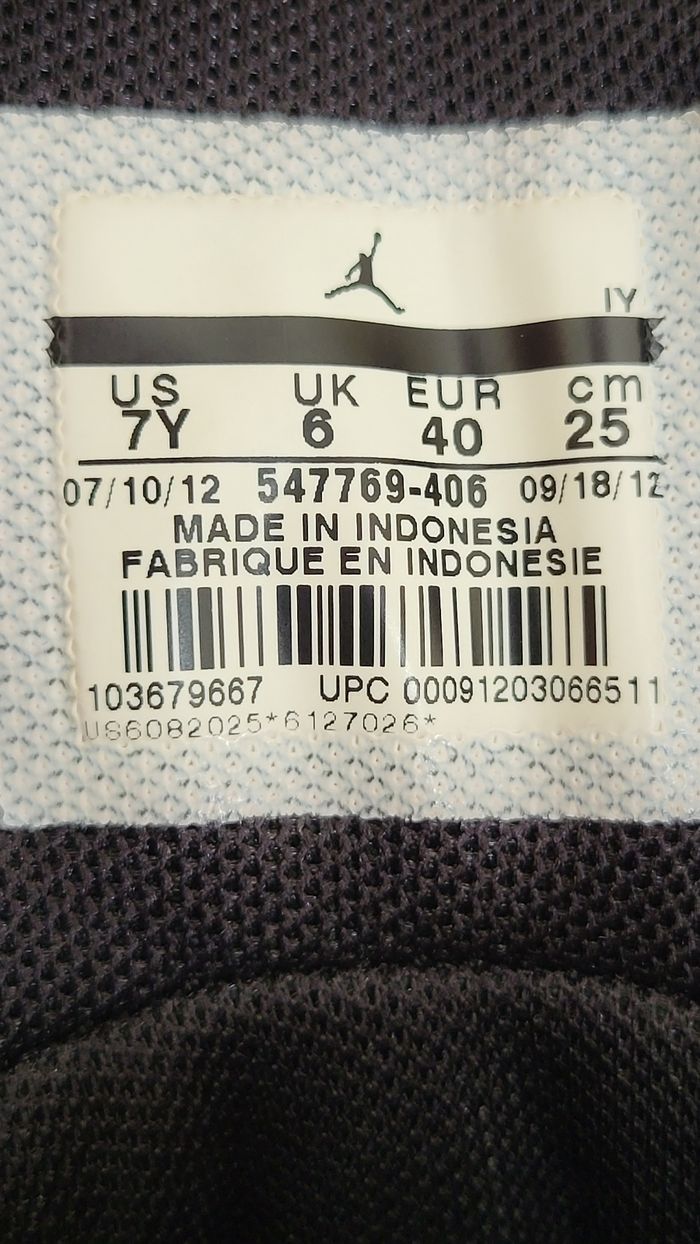 IY
US UK EUR cm
7Y 6 40 25
07/10/12 547769-406 09/18/12
MADE IN INDONESIA
FABRIQUE EN INDONESIE
103679667 UPC 00091203066511
US6082025*6127026*